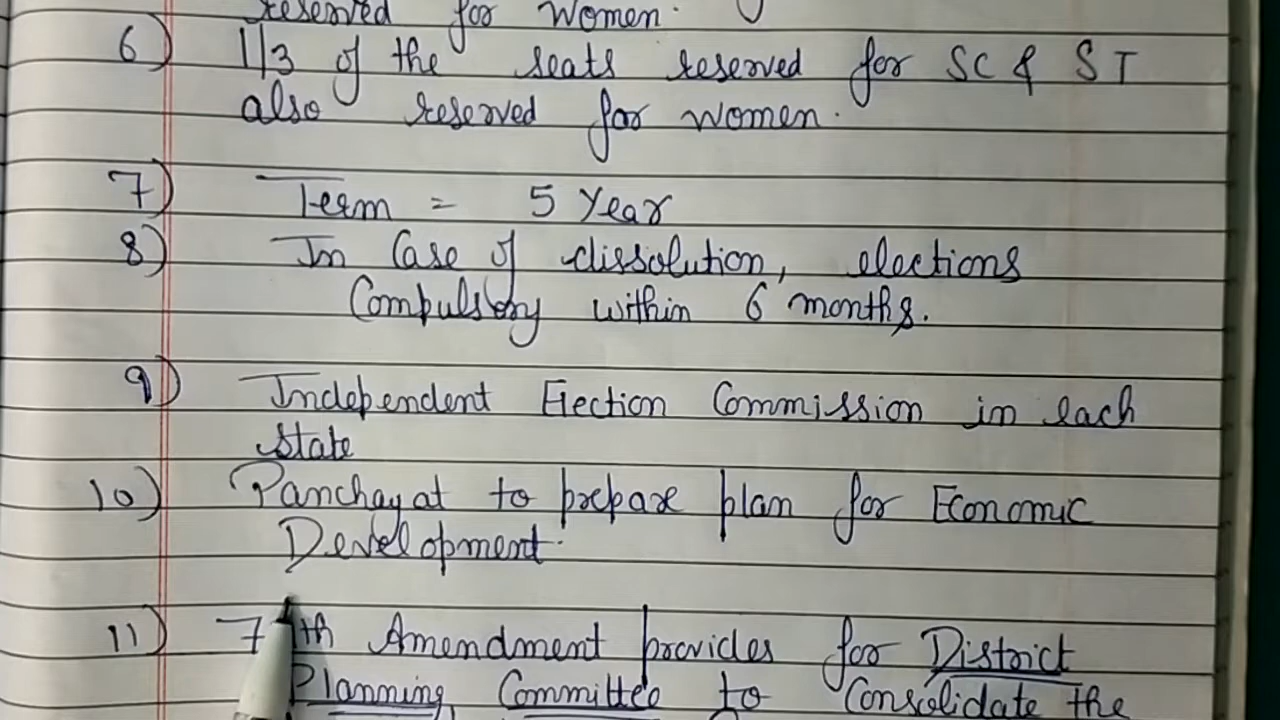 reserved for Women.
6) 1/3 of the seats reserved for SC & ST
also reserved for women.
7) Term = 5 Year
8) In Case of dissolution, elections
Compulsory within 6 months.
9) Independent Election Commission in each
state
10) Panchayat to prepare plan for Economic
Development.
11) Amendment provides for District
Planning Committee to Consolidate the